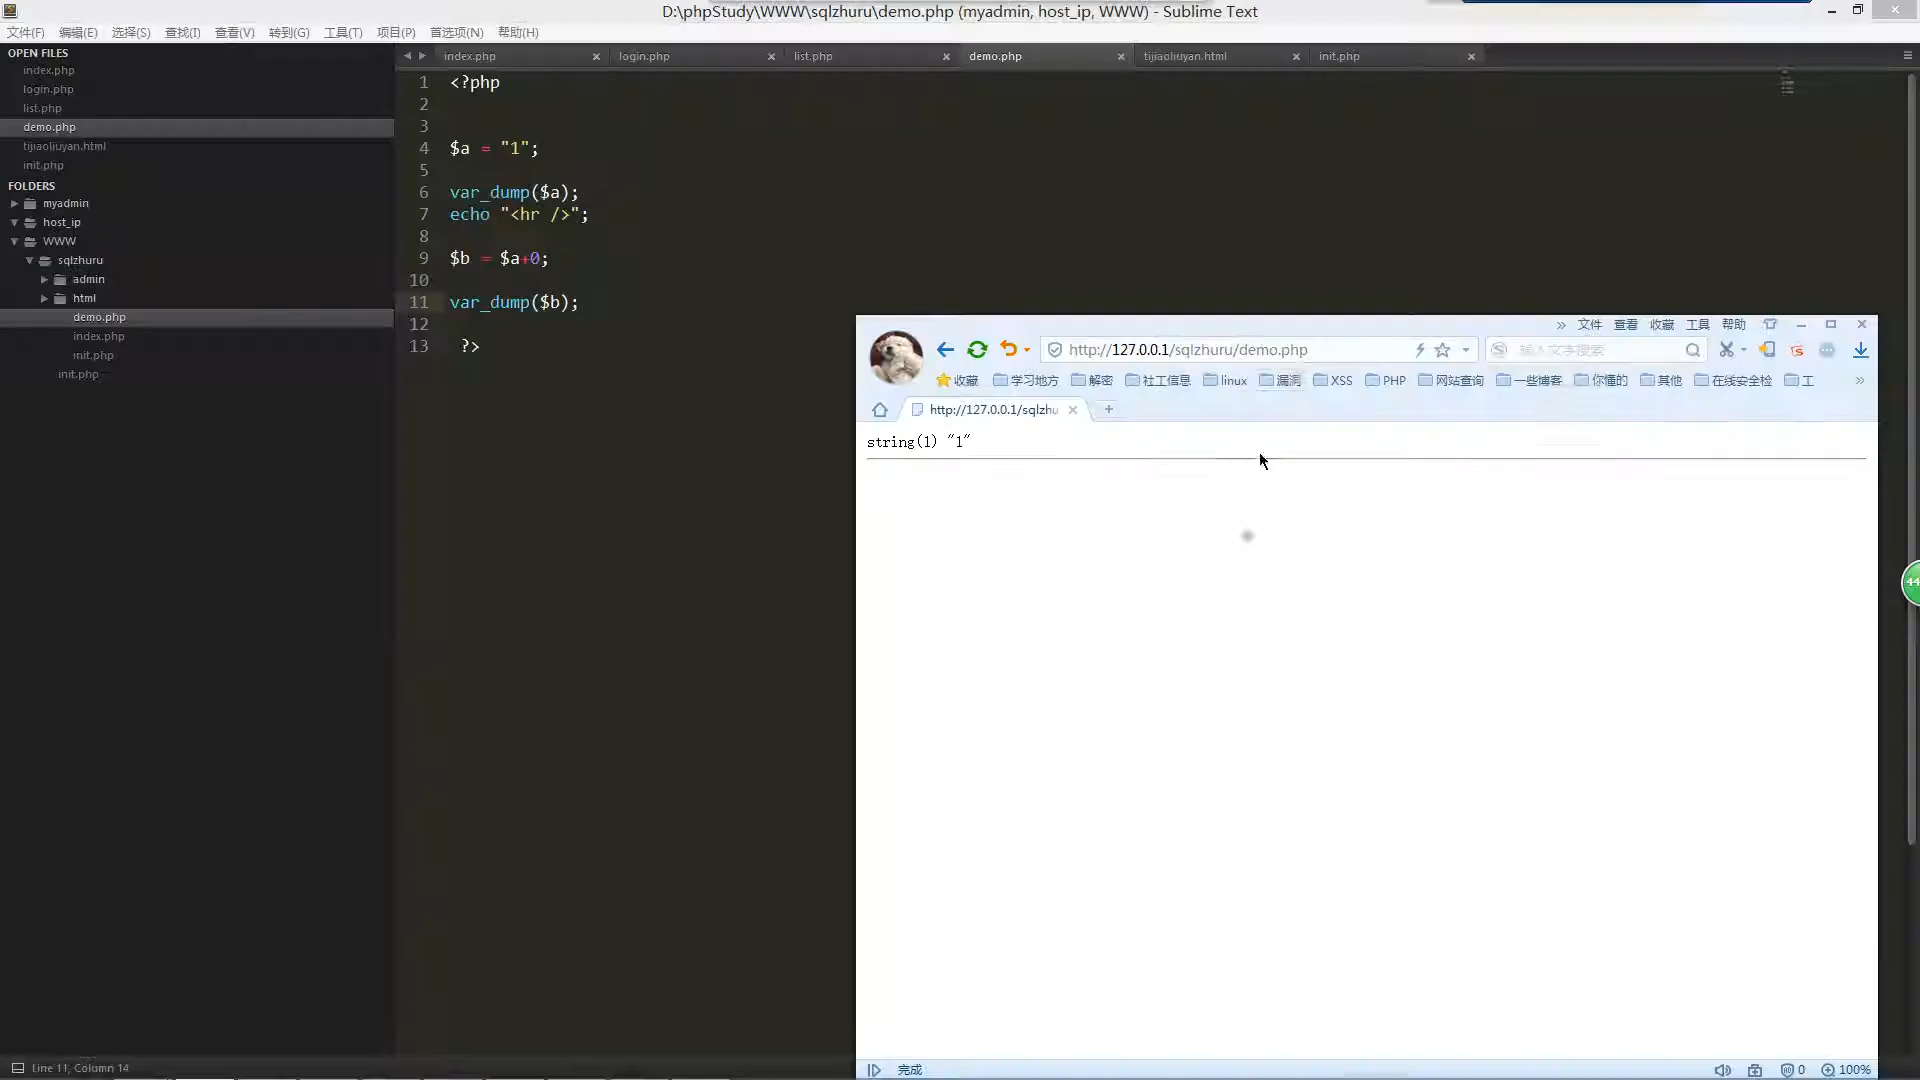 D:\phpStudy\WWW\sqlzhuru\demo.php (myadmin, host_ip, WWW) - Sublime Text
文件(F) 编辑(E) 选择(S) 查找(I) 查看(V) 转到(G) 工具(T) 项目(P) 首选项(N) 帮助(H)
OPEN FILES
index.php
login.php
list.php
demo.php
tijiaoliuyan.html
init.php
FOLDERS
myadmin
host_ip
WWW
sqlzhuru
admin
html
demo.php
index.php
init.php
init.php
index.php login.php list.php demo.php tijiaoliuyan.html init.php
1 <?php
2
3
4 $a = "1";
5
6 var_dump($a);
7 echo "<hr />";
8
9 $b = $a+0;
10
11 var_dump($b);
12
13 ?>
» 文件 查看 收藏 工具 帮助
http://127.0.0.1/sqlzhuru/demo.php
输入文字搜索
收藏 学习地方 解密 社工信息 linux 漏洞 XSS PHP 网站查询 一些博客 你懂的 其他 在线安全检 工 »
http://127.0.0.1/sqlzhu
string(1) "1"
44
完成
0 100%
Line 11, Column 14